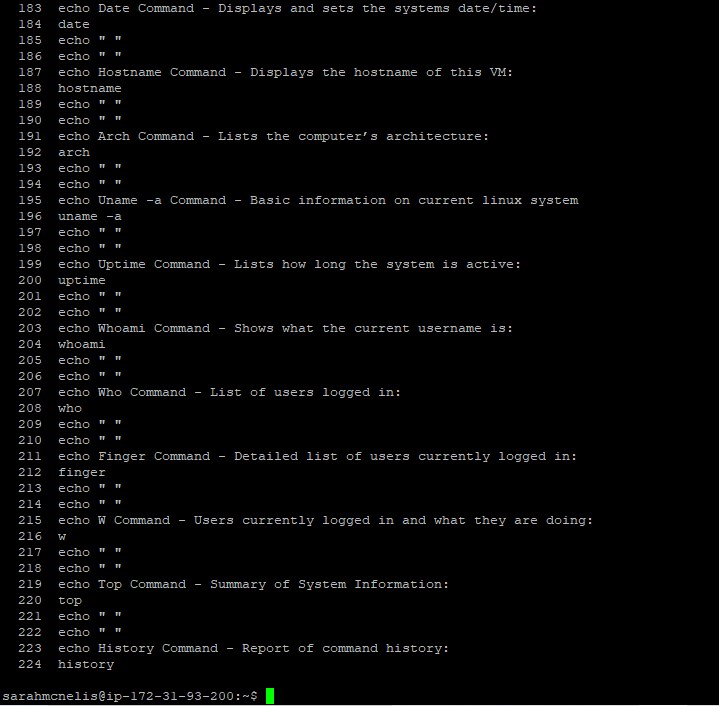 183 echo Date Command – Displays and sets the systems date/time:
184 date
185 echo " "
186 echo " "
187 echo Hostname Command – Displays the hostname of this VM:
188 hostname
189 echo " "
190 echo " "
191 echo Arch Command – Lists the computer’s architecture:
192 arch
193 echo " "
194 echo " "
195 echo Uname –a Command – Basic information on current linux system
196 uname –a
197 echo " "
198 echo " "
199 echo Uptime Command – Lists how long the system is active:
200 uptime
201 echo " "
202 echo " "
203 echo Whoami Command – Shows what the current username is:
204 whoami
205 echo " "
206 echo " "
207 echo Who Command – List of users logged in:
208 who
209 echo " "
210 echo " "
211 echo Finger Command – Detailed list of users currently logged in:
212 finger
213 echo " "
214 echo " "
215 echo W Command – Users currently logged in and what they are doing:
216 w
217 echo " "
218 echo " "
219 echo Top Command – Summary of System Information:
220 top
221 echo " "
222 echo " "
223 echo History Command – Report of command history:
224 history
sarahmcnelis@ip-172-31-93-200:~$